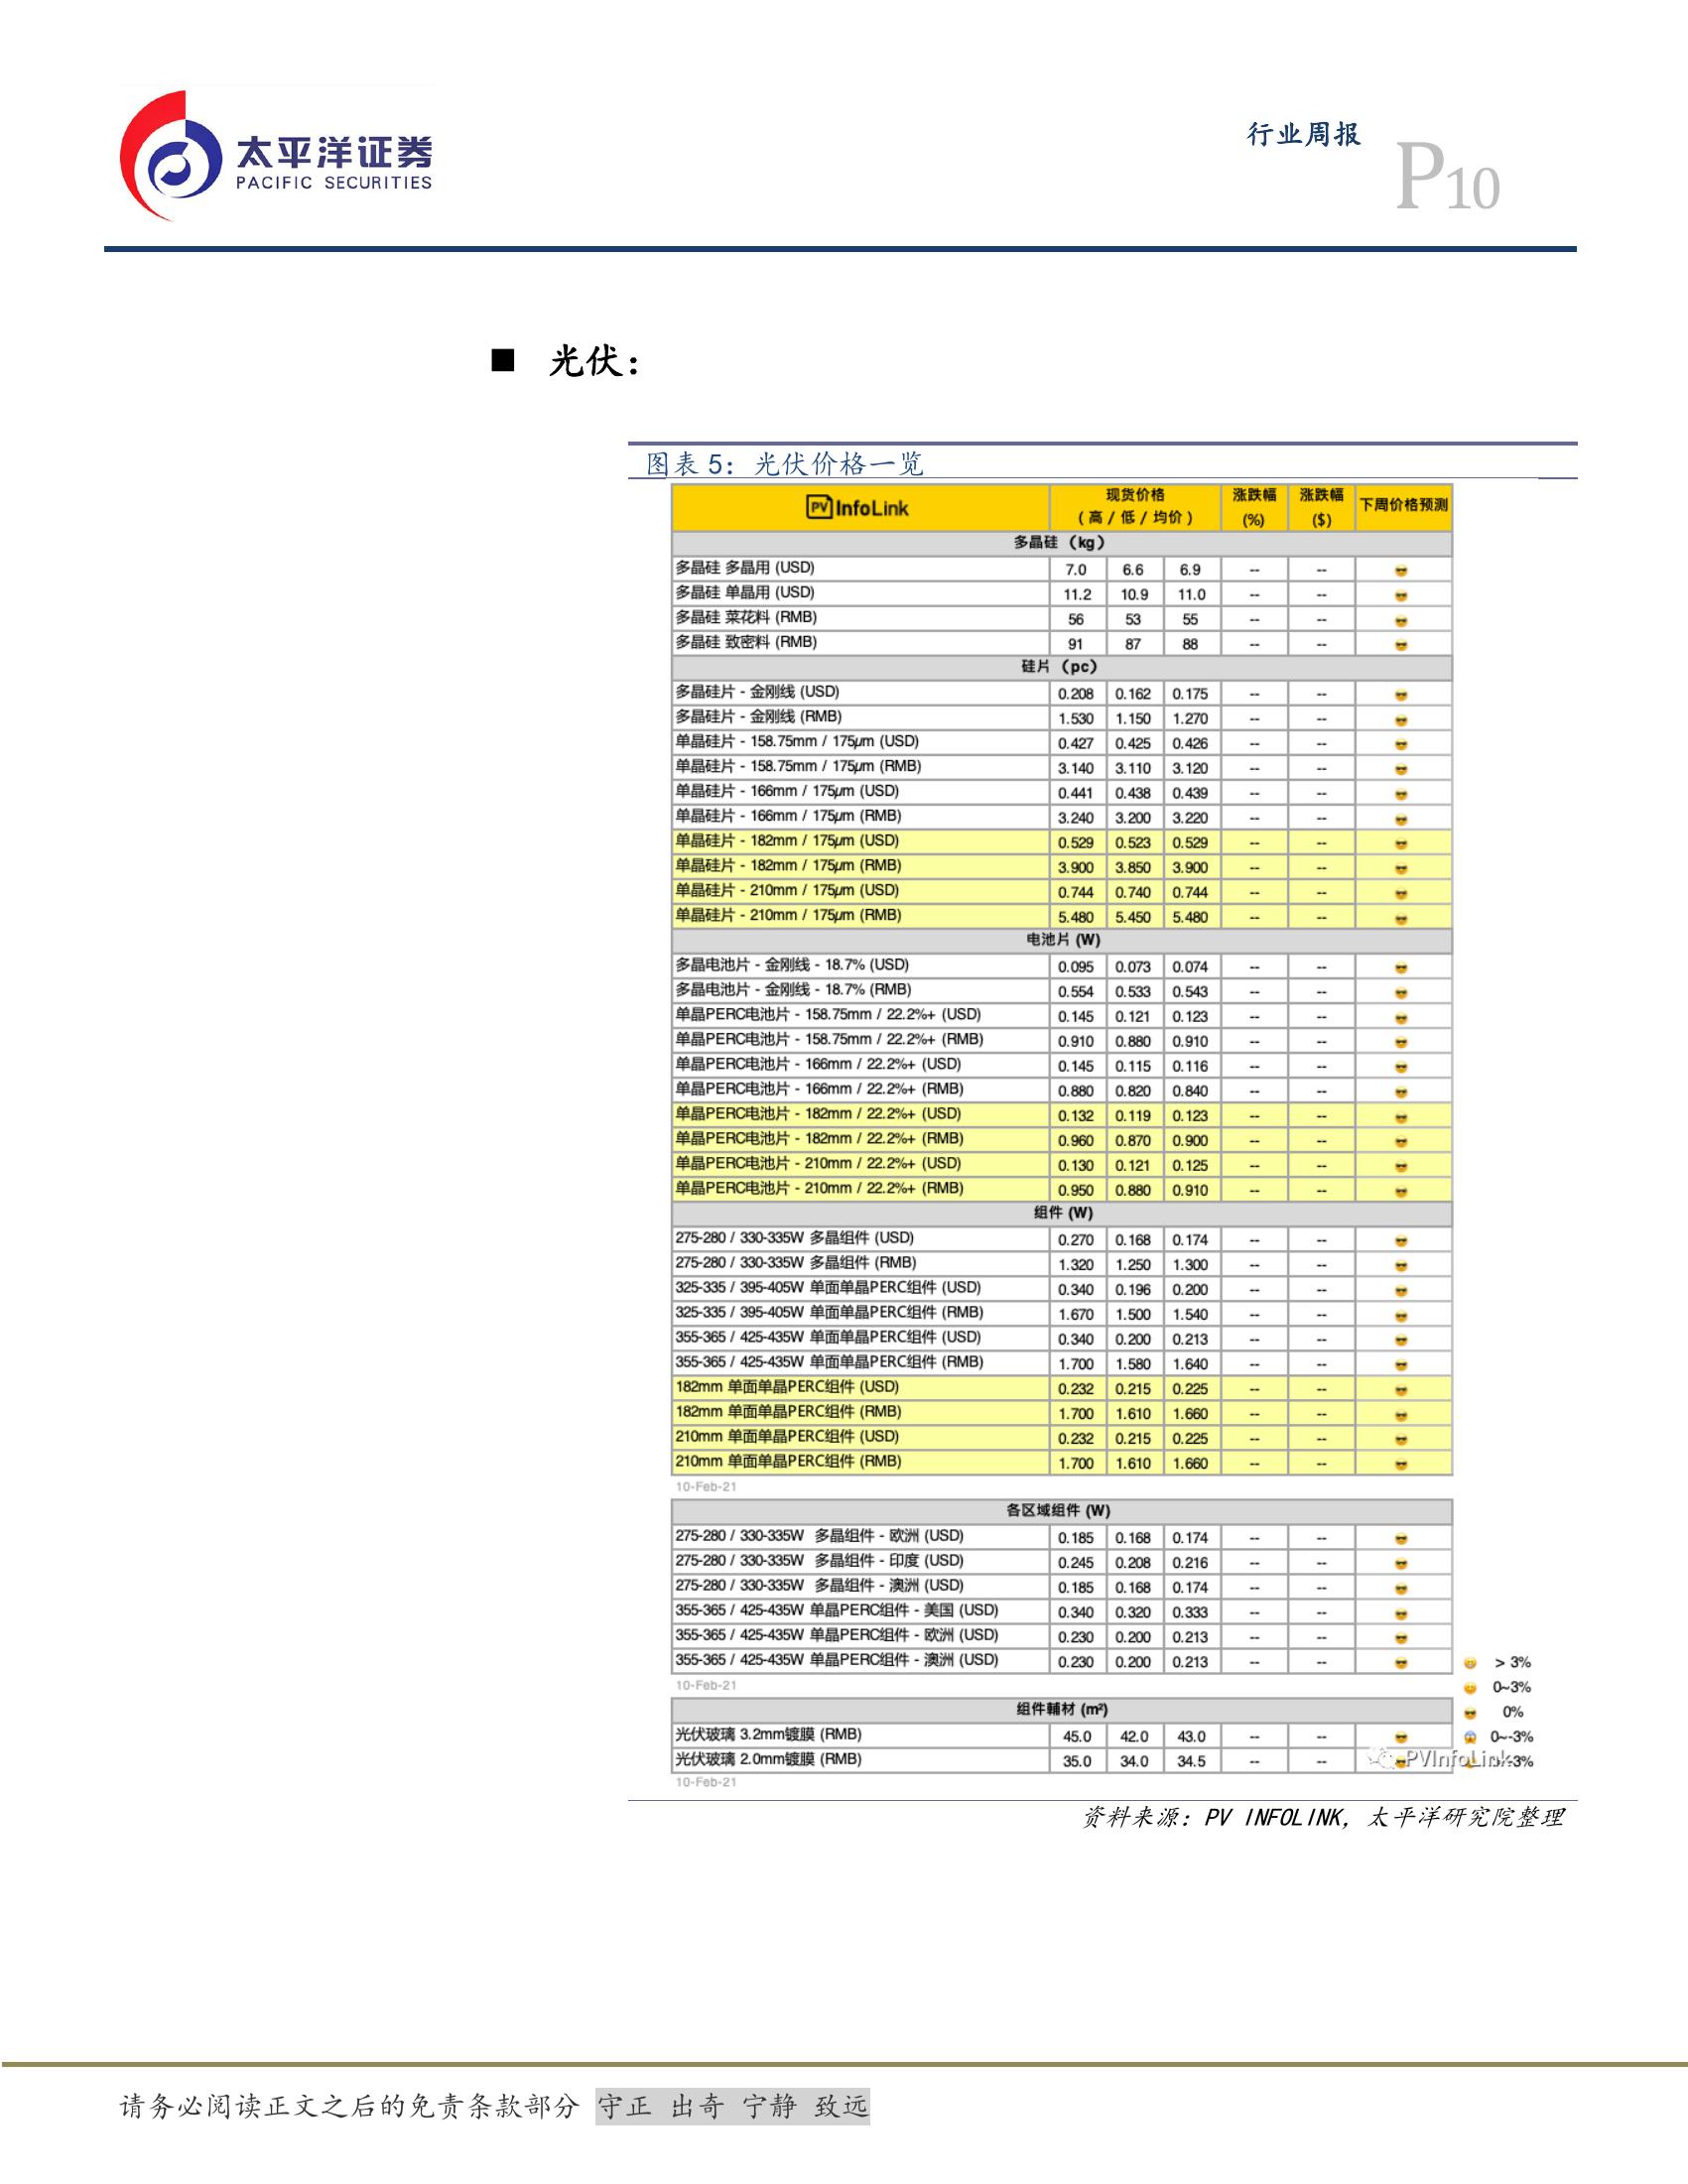 太平洋证券
PACIFIC SECURITIES
行业周报
P10
■ 光伏：
图表 5：光伏价格一览
PV InfoLink 现货价格 (高 / 低 / 均价) 涨跌幅 (%) 涨跌幅 ($) 下周价格预测
多晶硅 (kg)
多晶硅 多晶用 (USD) 7.0 6.6 6.9 -- --
多晶硅 单晶用 (USD) 11.2 10.9 11.0 -- --
多晶硅 菜花料 (RMB) 56 53 55 -- --
多晶硅 致密料 (RMB) 91 87 88 -- --
硅片 (pc)
多晶硅片 - 金刚线 (USD) 0.208 0.162 0.175 -- --
多晶硅片 - 金刚线 (RMB) 1.530 1.150 1.270 -- --
单晶硅片 - 158.75mm / 175μm (USD) 0.427 0.425 0.426 -- --
单晶硅片 - 158.75mm / 175μm (RMB) 3.140 3.110 3.120 -- --
单晶硅片 - 166mm / 175μm (USD) 0.441 0.438 0.439 -- --
单晶硅片 - 166mm / 175μm (RMB) 3.240 3.200 3.220 -- --
单晶硅片 - 182mm / 175μm (USD) 0.529 0.523 0.529 -- --
单晶硅片 - 182mm / 175μm (RMB) 3.900 3.850 3.900 -- --
单晶硅片 - 210mm / 175μm (USD) 0.744 0.740 0.744 -- --
单晶硅片 - 210mm / 175μm (RMB) 5.480 5.450 5.480 -- --
电池片 (W)
多晶电池片 - 金刚线 - 18.7% (USD) 0.095 0.073 0.074 -- --
多晶电池片 - 金刚线 - 18.7% (RMB) 0.554 0.533 0.543 -- --
单晶PERC电池片 - 158.75mm / 22.2%+ (USD) 0.145 0.121 0.123 -- --
单晶PERC电池片 - 158.75mm / 22.2%+ (RMB) 0.910 0.880 0.910 -- --
单晶PERC电池片 - 166mm / 22.2%+ (USD) 0.145 0.115 0.116 -- --
单晶PERC电池片 - 166mm / 22.2%+ (RMB) 0.880 0.820 0.840 -- --
单晶PERC电池片 - 182mm / 22.2%+ (USD) 0.132 0.119 0.123 -- --
单晶PERC电池片 - 182mm / 22.2%+ (RMB) 0.960 0.870 0.900 -- --
单晶PERC电池片 - 210mm / 22.2%+ (USD) 0.130 0.121 0.125 -- --
单晶PERC电池片 - 210mm / 22.2%+ (RMB) 0.950 0.880 0.910 -- --
组件 (W)
275-280 / 330-335W 多晶组件 (USD) 0.270 0.168 0.174 -- --
275-280 / 330-335W 多晶组件 (RMB) 1.320 1.250 1.300 -- --
325-335 / 395-405W 单面单晶PERC组件 (USD) 0.340 0.196 0.200 -- --
325-335 / 395-405W 单面单晶PERC组件 (RMB) 1.670 1.500 1.540 -- --
355-365 / 425-435W 单面单晶PERC组件 (USD) 0.340 0.200 0.213 -- --
355-365 / 425-435W 单面单晶PERC组件 (RMB) 1.700 1.580 1.640 -- --
182mm 单面单晶PERC组件 (USD) 0.232 0.215 0.225 -- --
182mm 单面单晶PERC组件 (RMB) 1.700 1.610 1.660 -- --
210mm 单面单晶PERC组件 (USD) 0.232 0.215 0.225 -- --
210mm 单面单晶PERC组件 (RMB) 1.700 1.610 1.660 -- --
10-Feb-21
各区域组件 (W)
275-280 / 330-335W 多晶组件 - 欧洲 (USD) 0.185 0.168 0.174 -- --
275-280 / 330-335W 多晶组件 - 印度 (USD) 0.245 0.208 0.216 -- --
275-280 / 330-335W 多晶组件 - 澳洲 (USD) 0.185 0.168 0.174 -- --
355-365 / 425-435W 单晶PERC组件 - 美国 (USD) 0.340 0.320 0.333 -- --
355-365 / 425-435W 单晶PERC组件 - 欧洲 (USD) 0.230 0.200 0.213 -- --
355-365 / 425-435W 单晶PERC组件 - 澳洲 (USD) 0.230 0.200 0.213 -- --
> 3%
10-Feb-21
0~3%
组件輔材 (m²)
0%
光伏玻璃 3.2mm镀膜 (RMB) 45.0 42.0 43.0 -- --
0~-3%
光伏玻璃 2.0mm镀膜 (RMB) 35.0 34.0 34.5 -- --
PVInfoLink
10-Feb-21
资料来源：PV INFOLINK，太平洋研究院整理
请务必阅读正文之后的免责条款部分 守正 出奇 宁静 致远